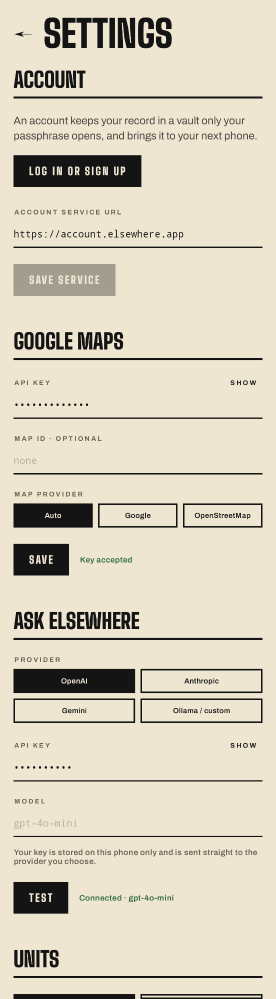 SETTINGS
ACCOUNT
An account keeps your record in a vault only your
passphrase opens, and brings it to your next phone.
LOG IN OR SIGN UP
ACCOUNT SERVICE URL
https://account.elsewhere.app
SAVE SERVICE
GOOGLE MAPS
API KEY SHOW
•••••••••••••
MAP ID · OPTIONAL
none
MAP PROVIDER
Auto Google OpenStreetMap
SAVE Key accepted
ASK ELSEWHERE
PROVIDER
OpenAI Anthropic
Gemini Ollama / custom
API KEY SHOW
••••••••••
MODEL
gpt-4o-mini
Your key is stored on this phone only and is sent straight to the
provider you choose.
TEST Connected · gpt-4o-mini
UNITS